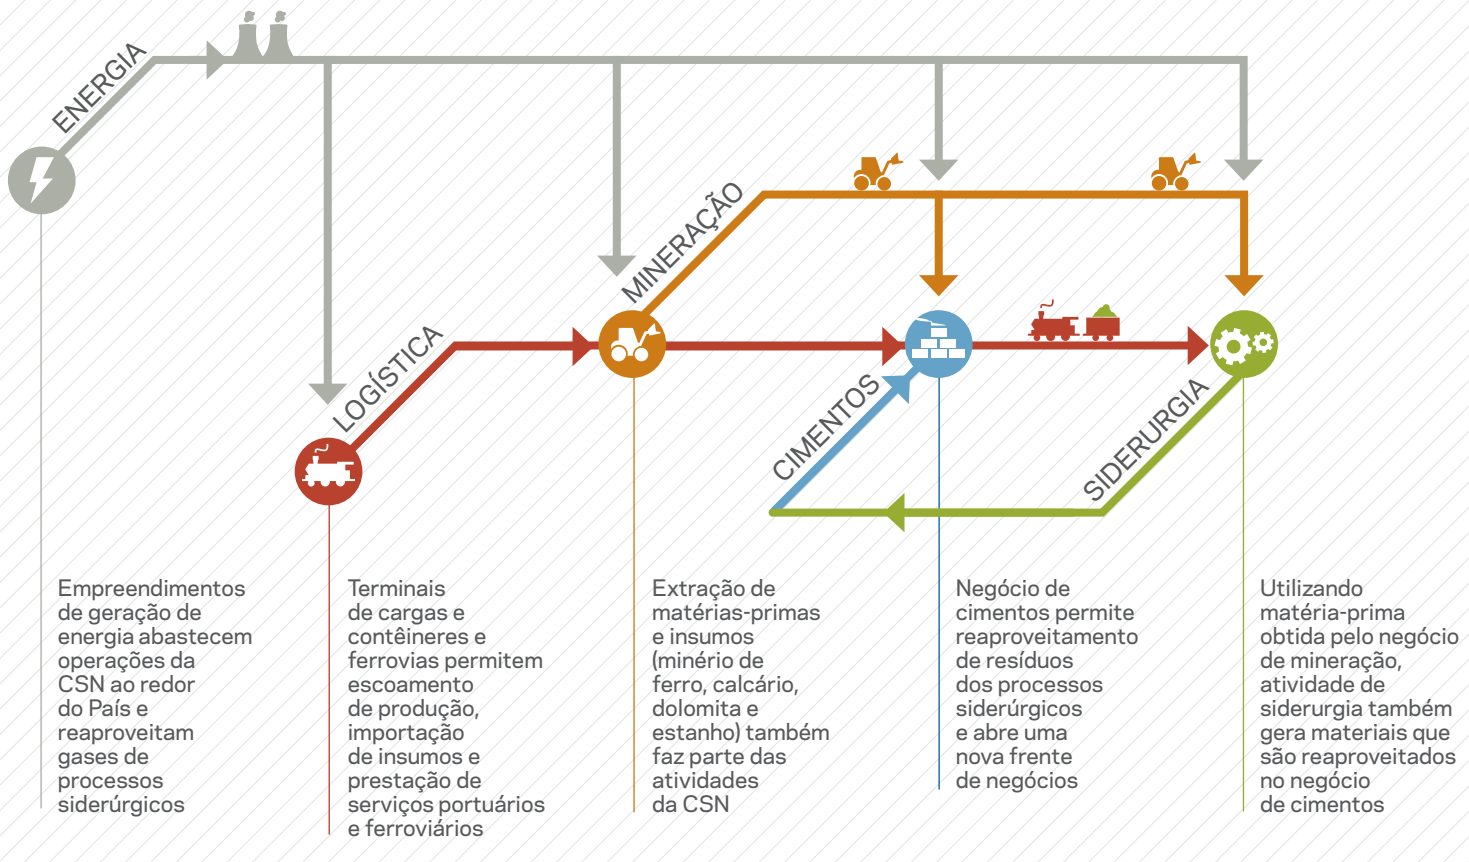 ENERGIA
LOGÍSTICA
MINERAÇÃO
CIMENTOS
SIDERURGIA
Empreendimentos
de geração de
energia abastecem
operações da
CSN ao redor
do País e
reaproveitam
gases de
processos
siderúrgicos
Terminais
de cargas e
contêineres e
ferrovias permitem
escoamento
de produção,
importação
de insumos e
prestação de
serviços portuários
e ferroviários
Extração de
matérias-primas
e insumos
(minério de
ferro, calcário,
dolomita e
estanho) também
faz parte das
atividades
da CSN
Negócio de
cimentos permite
reaproveitamento
de resíduos
dos processos
siderúrgicos
e abre uma
nova frente
de negócios
Utilizando
matéria-prima
obtida pelo negócio
de mineração,
atividade de
siderurgia também
gera materiais que
são reaproveitados
no negócio
de cimentos